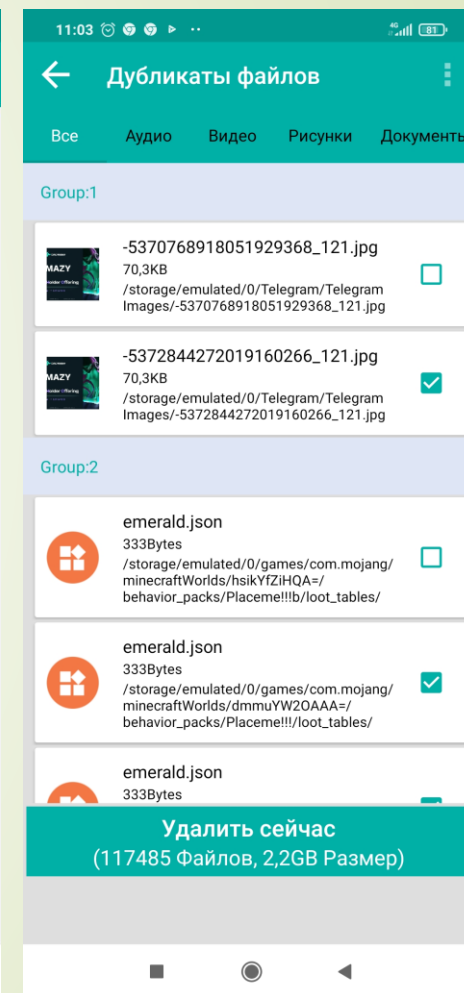 11:03
4G
81
Дубликаты файлов
Все Аудио Видео Рисунки Документы
Group:1
MAZY
-5370768918051929368_121.jpg
70,3KB
/storage/emulated/0/Telegram/Telegram
Images/-5370768918051929368_121.jpg
MAZY
-5372844272019160266_121.jpg
70,3KB
/storage/emulated/0/Telegram/Telegram
Images/-5372844272019160266_121.jpg
Group:2
emerald.json
333Bytes
/storage/emulated/0/games/com.mojang/
minecraftWorlds/hsikYfZiHQA=/
behavior_packs/Placeme!!!b/loot_tables/
emerald.json
333Bytes
/storage/emulated/0/games/com.mojang/
minecraftWorlds/dmmuYW2OAAA=/
behavior_packs/Placeme!!!/loot_tables/
emerald.json
333Bytes
Удалить сейчас
(117485 Файлов, 2,2GB Размер)